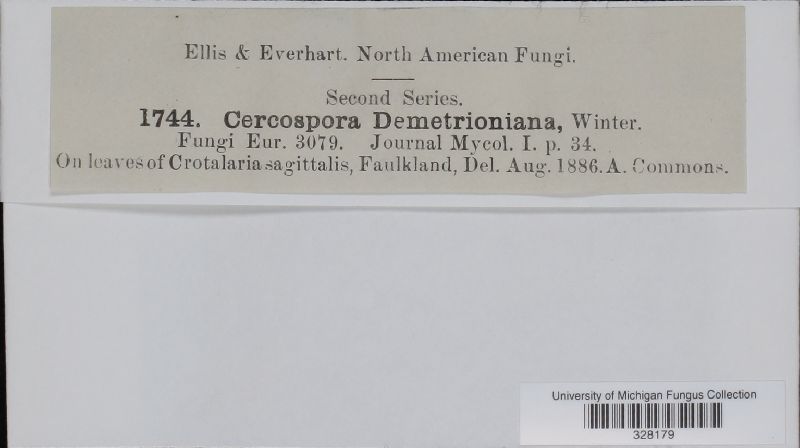 Ellis & Everhart. North American Fungi.
Second Series.
1744. Cercospora Demetrioniana, Winter.
Fungi Eur. 3079. Journal Mycol. I. p. 34.
On leaves of Crotalaria sagittalis, Faulkland, Del. Aug. 1886. A. Commons.
University of Michigan Fungus Collection
328179